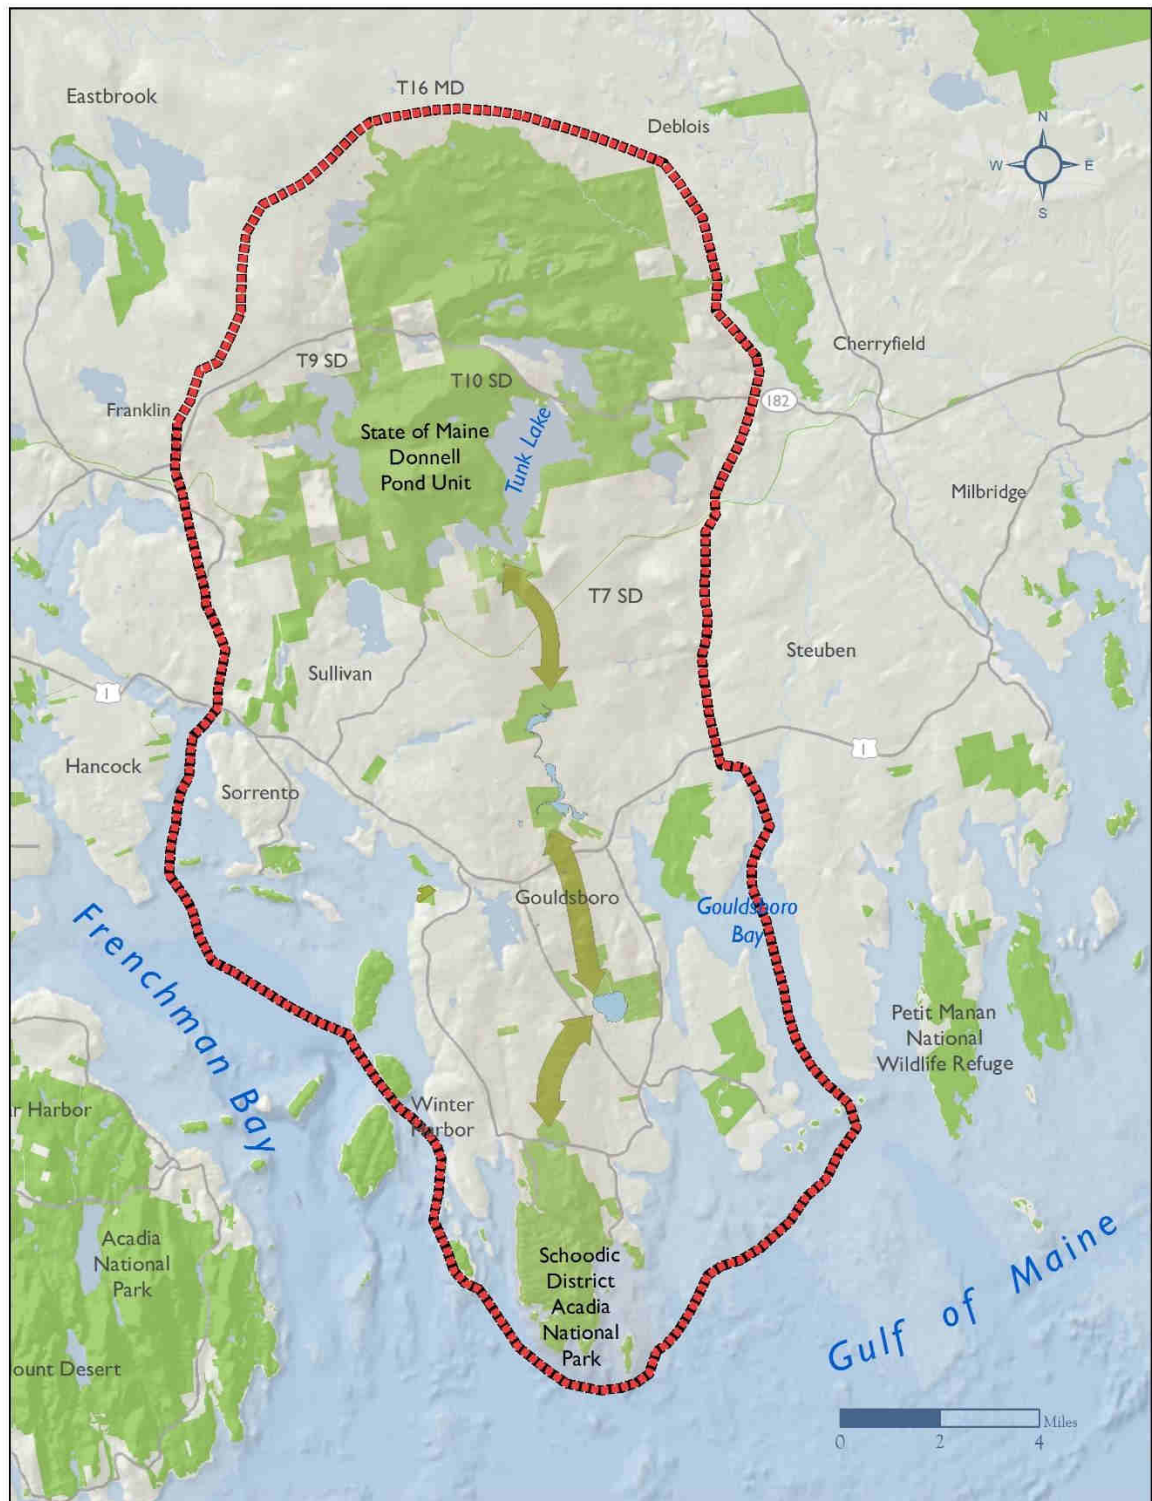 T16 MD
Eastbrook
Deblois
N
W
E
S
Cherryfield
T9 SD
T10 SD
182
Franklin
State of Maine
Donnell
Pond Unit
Tunk Lake
Milbridge
T7 SD
Steuben
Sullivan
1
1
Hancock
Sorrento
Gouldsboro
Gouldsboro
Bay
Frenchman Bay
Petit Manan
National
Wildlife Refuge
r Harbor
Winter
Harbor
Acadia
National
Park
Schoodic
District
Acadia
National
Park
Gulf of Maine
ount Desert
Miles
0
2
4